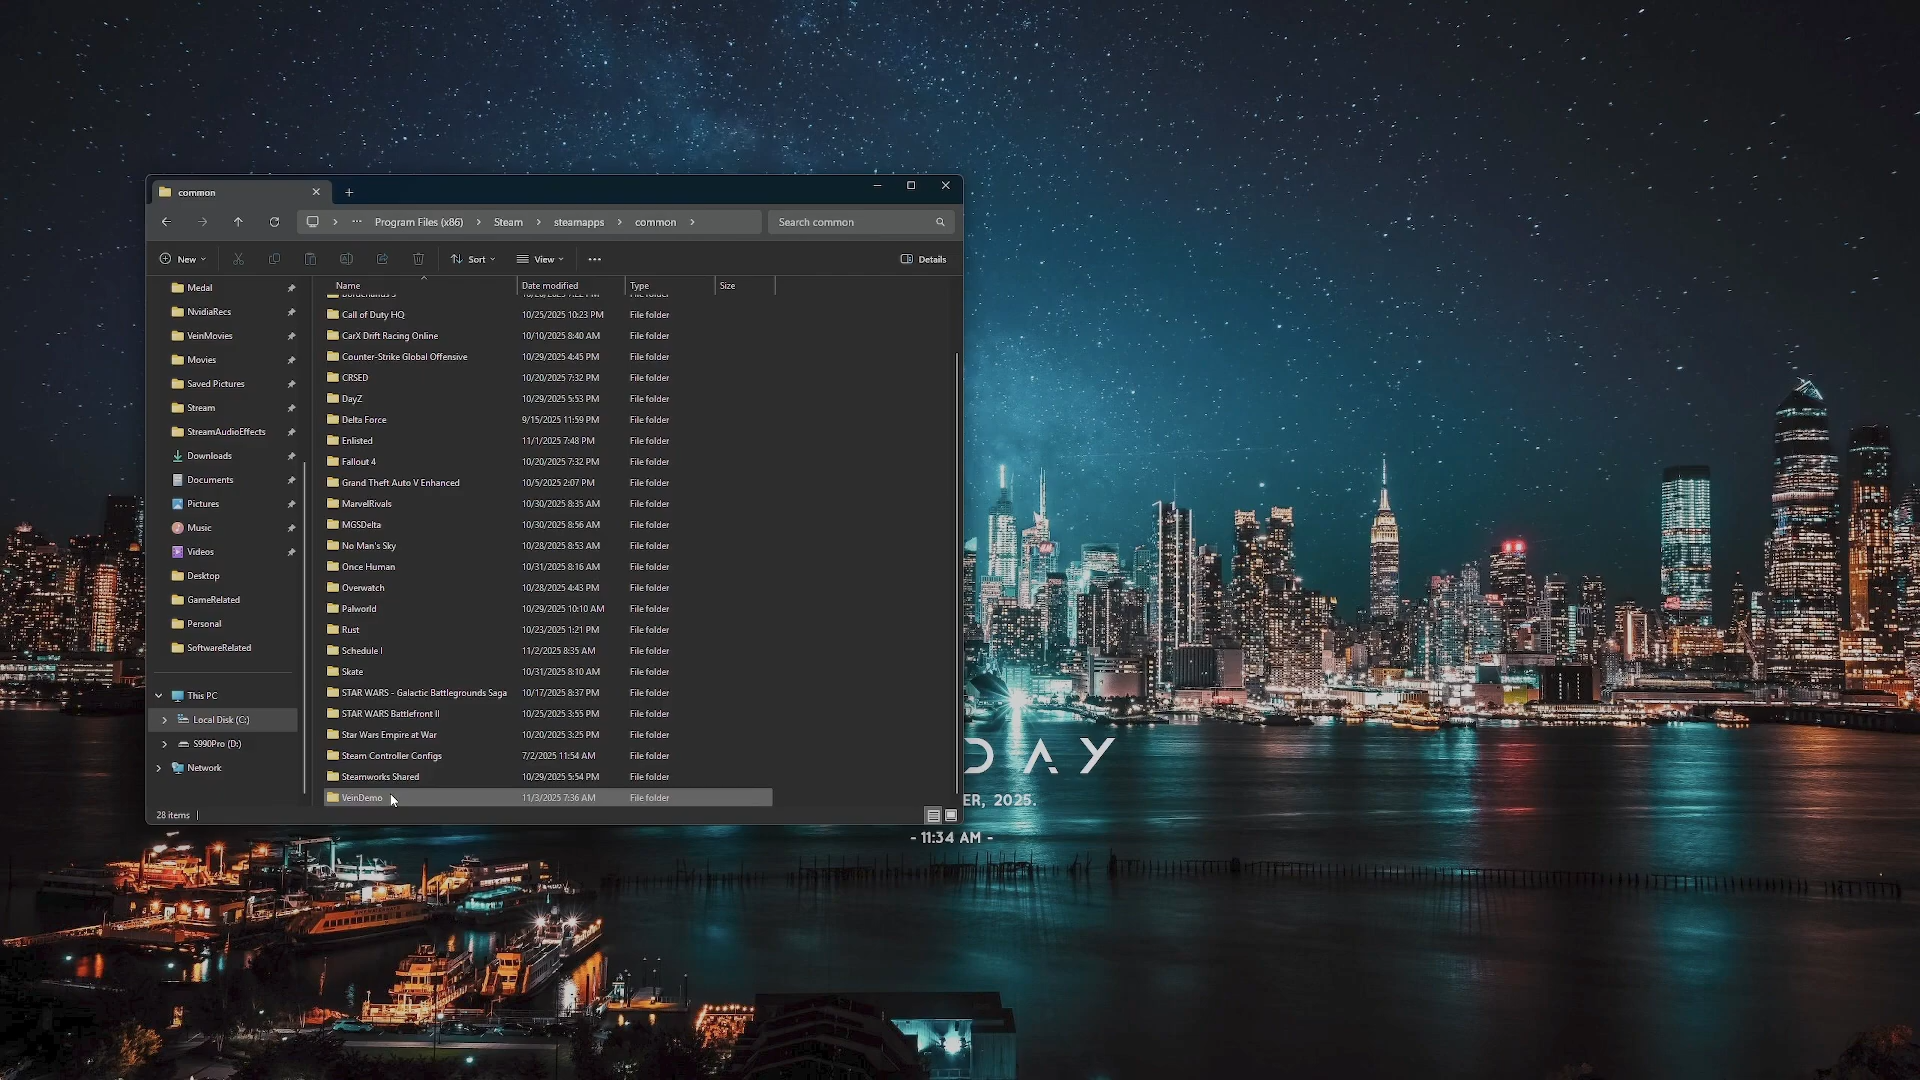 common
Program Files (x86) > Steam > steamapps > common >
Search common
New
Sort
View
Details
Name Date modified Type Size
Medal
NvidiaRecs
VeinMovies
Movies
Saved Pictures
Stream
StreamAudioEffects
Downloads
Documents
Pictures
Music
Videos
Desktop
GameRelated
Personal
SoftwareRelated
This PC
Local Disk (C:)
S990Pro (D:)
Network
Call of Duty HQ 10/25/2025 10:23 PM File folder
CarX Drift Racing Online 10/10/2025 8:40 AM File folder
Counter-Strike Global Offensive 10/29/2025 4:45 PM File folder
CRSED 10/20/2025 7:32 PM File folder
DayZ 10/29/2025 5:53 PM File folder
Delta Force 9/15/2025 11:59 PM File folder
Enlisted 11/1/2025 7:48 PM File folder
Fallout 4 10/20/2025 7:32 PM File folder
Grand Theft Auto V Enhanced 10/5/2025 2:07 PM File folder
MarvelRivals 10/30/2025 8:35 AM File folder
MGSDelta 10/30/2025 8:56 AM File folder
No Man's Sky 10/28/2025 8:53 AM File folder
Once Human 10/31/2025 8:16 AM File folder
Overwatch 10/28/2025 4:43 PM File folder
Palworld 10/29/2025 10:10 AM File folder
Rust 10/23/2025 1:21 PM File folder
Schedule I 11/2/2025 8:35 AM File folder
Skate 10/31/2025 8:10 AM File folder
STAR WARS - Galactic Battlegrounds Saga 10/17/2025 8:37 PM File folder
STAR WARS Battlefront II 10/25/2025 3:55 PM File folder
Star Wars Empire at War 10/20/2025 3:25 PM File folder
Steam Controller Configs 7/2/2025 11:54 AM File folder
Steamworks Shared 10/29/2025 5:54 PM File folder
VeinDemo 11/3/2025 7:36 AM File folder
28 items
DAY
ER, 2025.
- 11:34 AM -